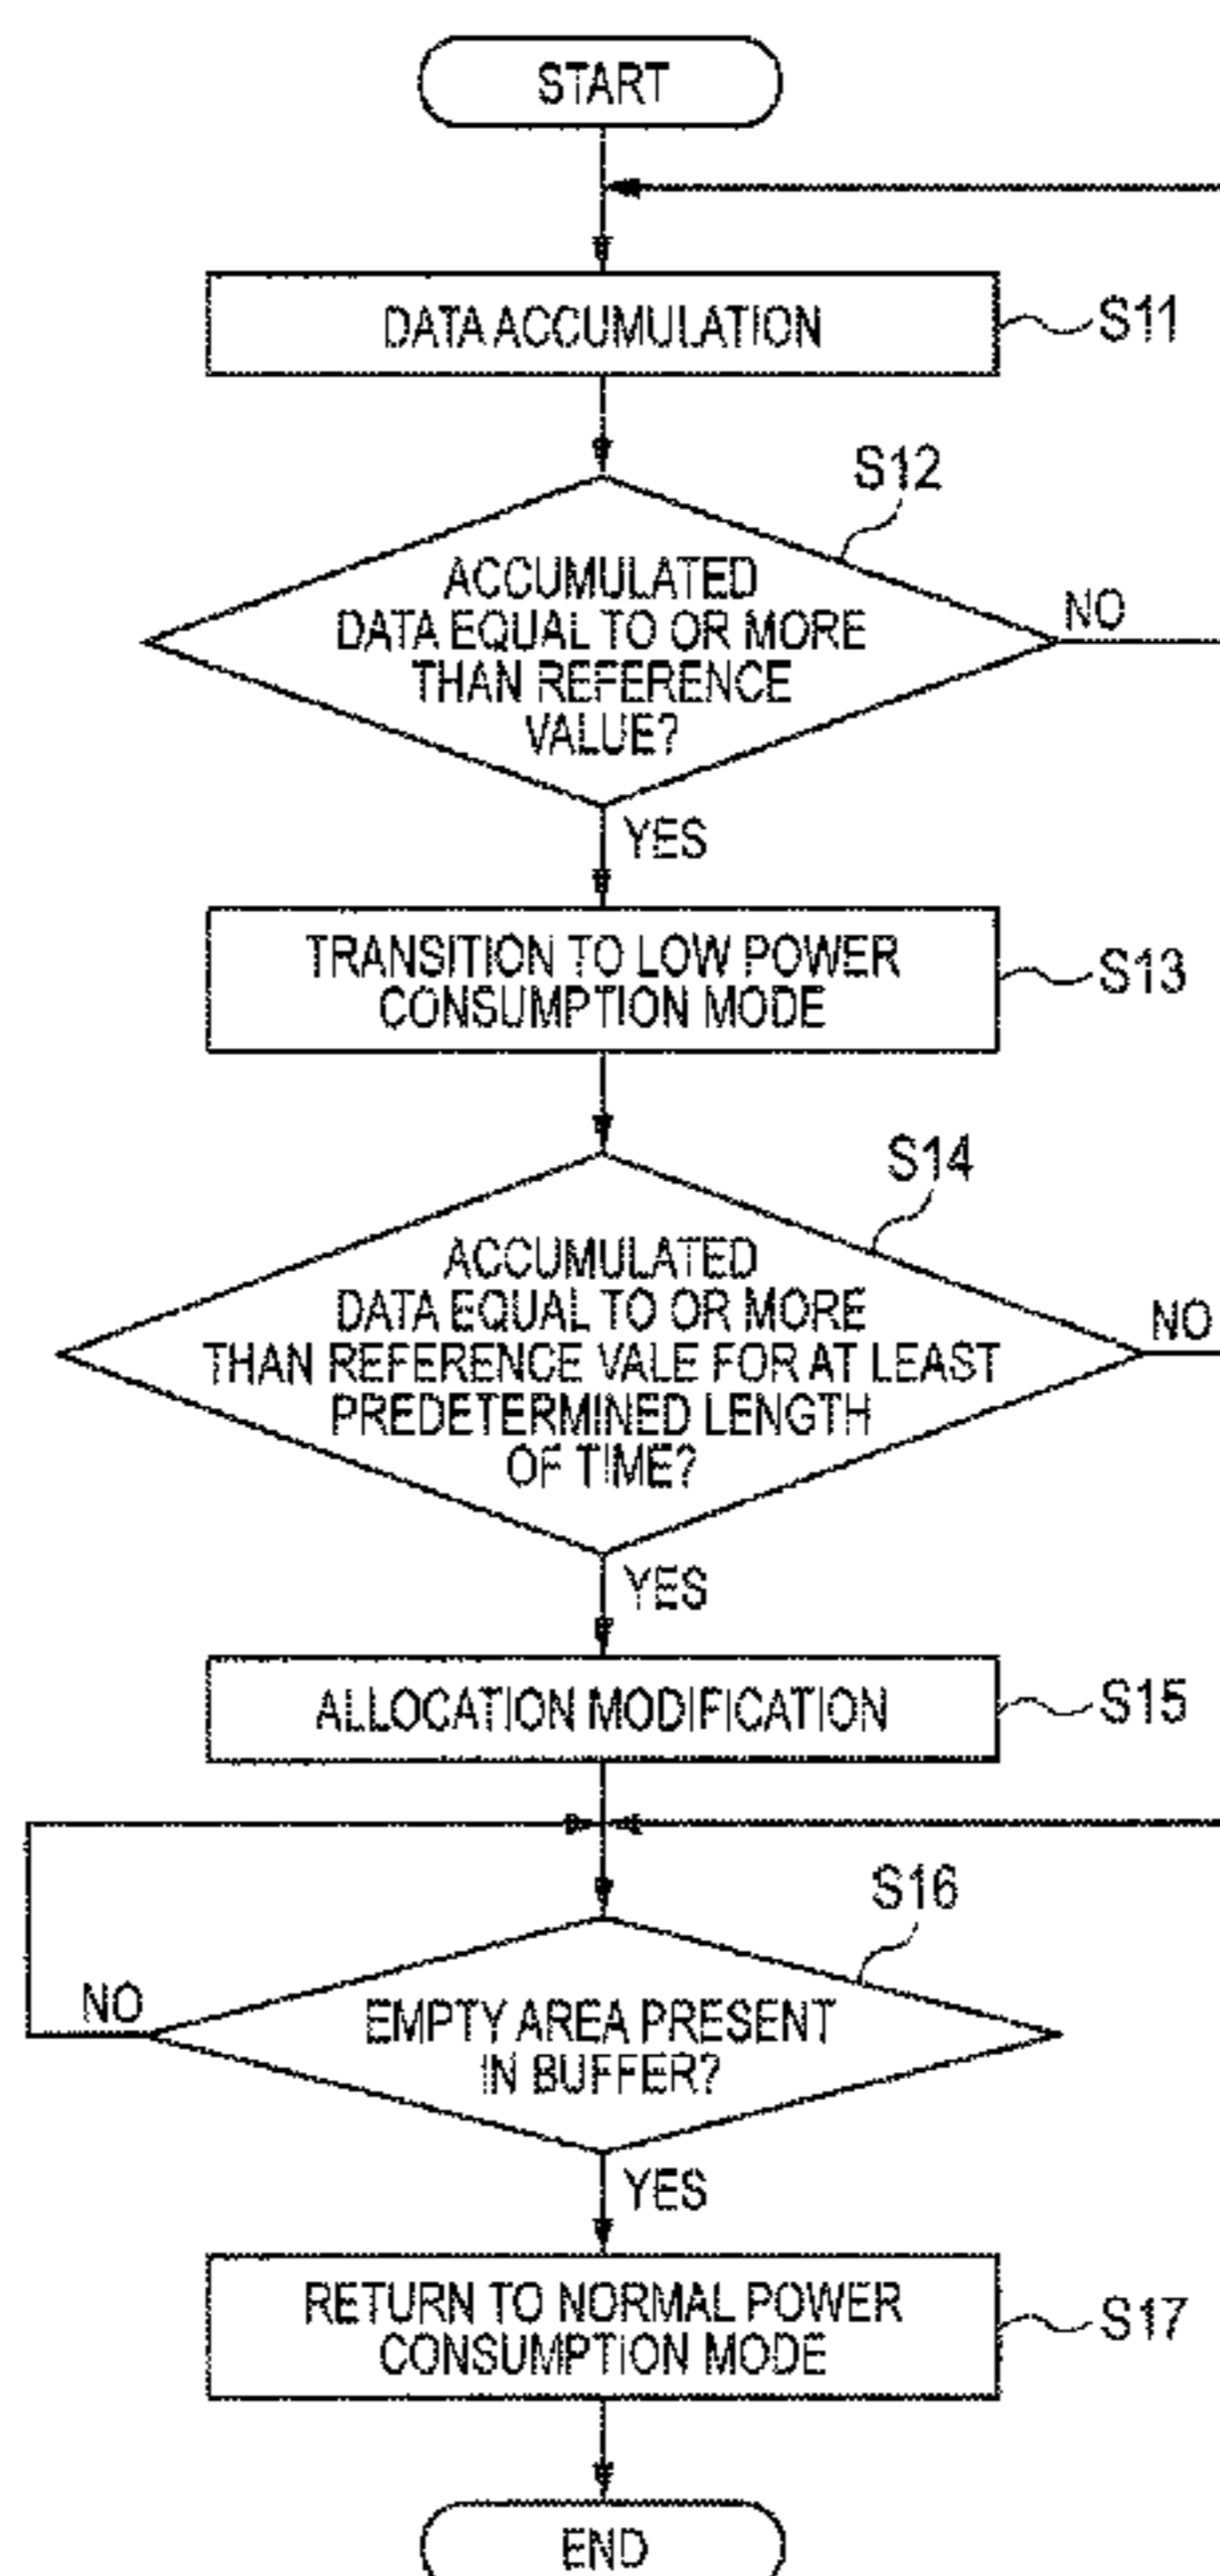 START
DATA ACCUMULATION
S11
S12
ACCUMULATED
DATA EQUAL TO OR MORE
THAN REFERENCE
VALUE?
NO
YES
TRANSITION TO LOW POWER
CONSUMPTION MODE
S13
S14
ACCUMULATED
DATA EQUAL TO OR MORE
THAN REFERENCE VALE FOR AT LEAST
PREDETERMINED LENGTH
OF TIME?
NO
YES
ALLOCATION MODIFICATION
S15
S16
NO
EMPTY AREA PRESENT
IN BUFFER?
YES
RETURN TO NORMAL POWER
CONSUMPTION MODE
S17
END